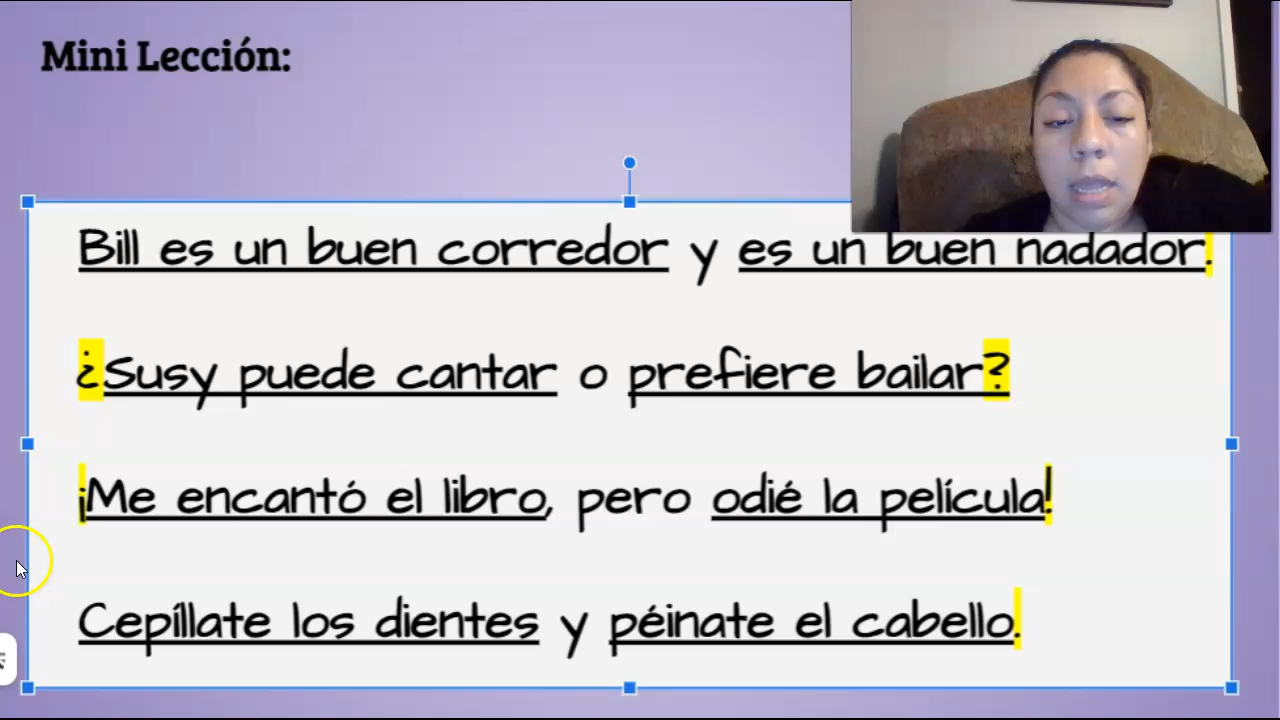 Mini Lección:
Bill es un buen corredor y es un buen nadador.
¿Susy puede cantar o prefiere bailar?
¡Me encantó el libro, pero odié la película!
Cepíllate los dientes y péinate el cabello.